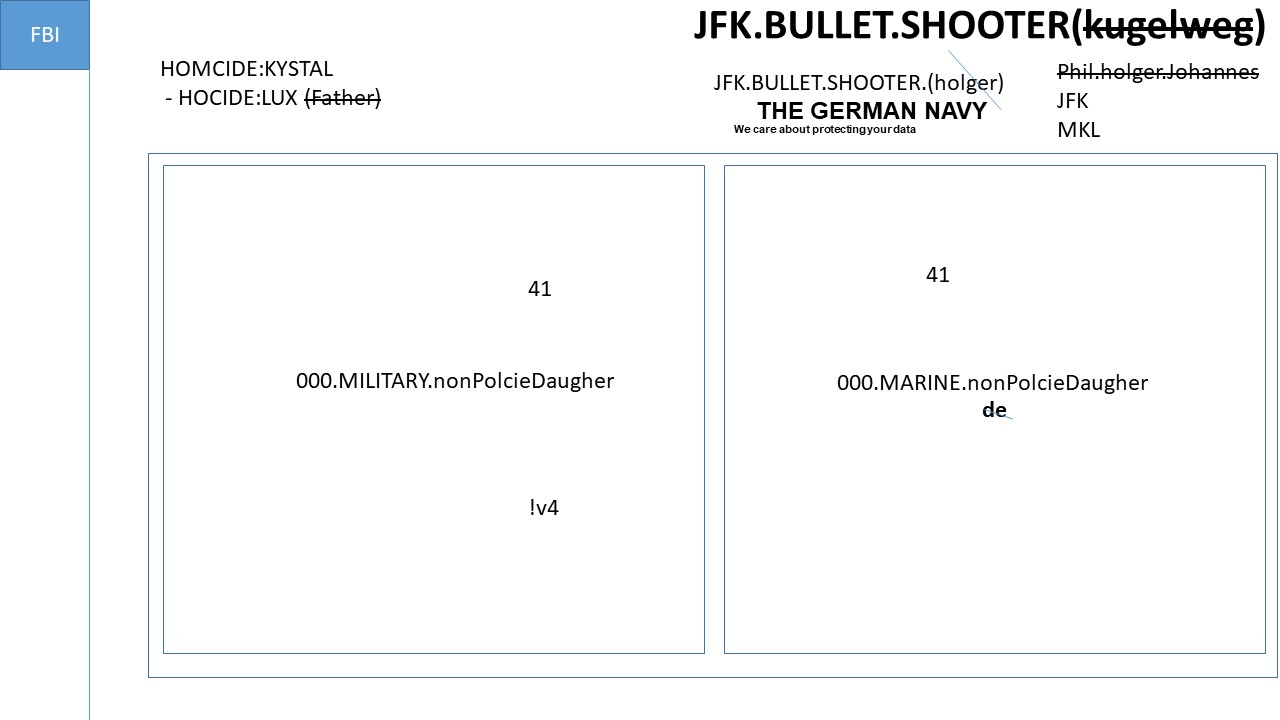 FBI
JFK.BULLET.SHOOTER(kugelweg)
HOMCIDE:KYSTAL
- HOCIDE:LUX (Father)
JFK.BULLET.SHOOTER.(holger)
THE GERMAN NAVY
We care about protecting your data
Phil.holger.Johannes
JFK
MKL
41
000.MILITARY.nonPolcieDaugher
!v4
41
000.MARINE.nonPolcieDaugher
de